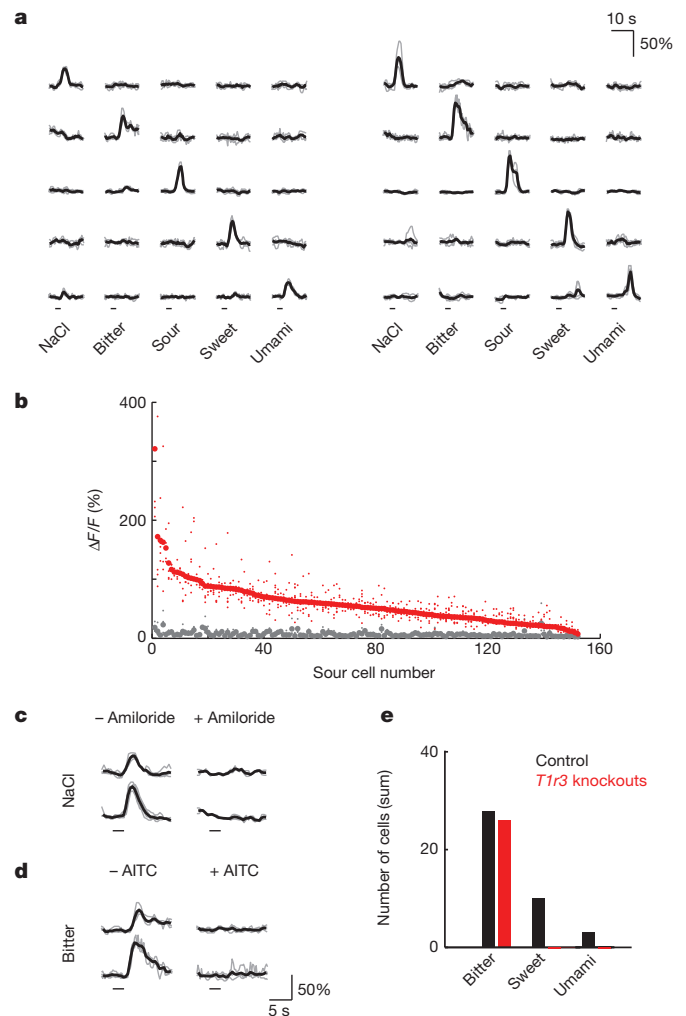 a
10 s
50%
NaCl Bitter Sour Sweet Umami
NaCl Bitter Sour Sweet Umami
b
400
200
0
ΔF/F (%)
0 40 80 120 160
Sour cell number
c
– Amiloride + Amiloride
NaCl
d
– AITC + AITC
Bitter
50%
5 s
e
Control
T1r3 knockouts
40
20
0
Number of cells (sum)
Bitter Sweet Umami